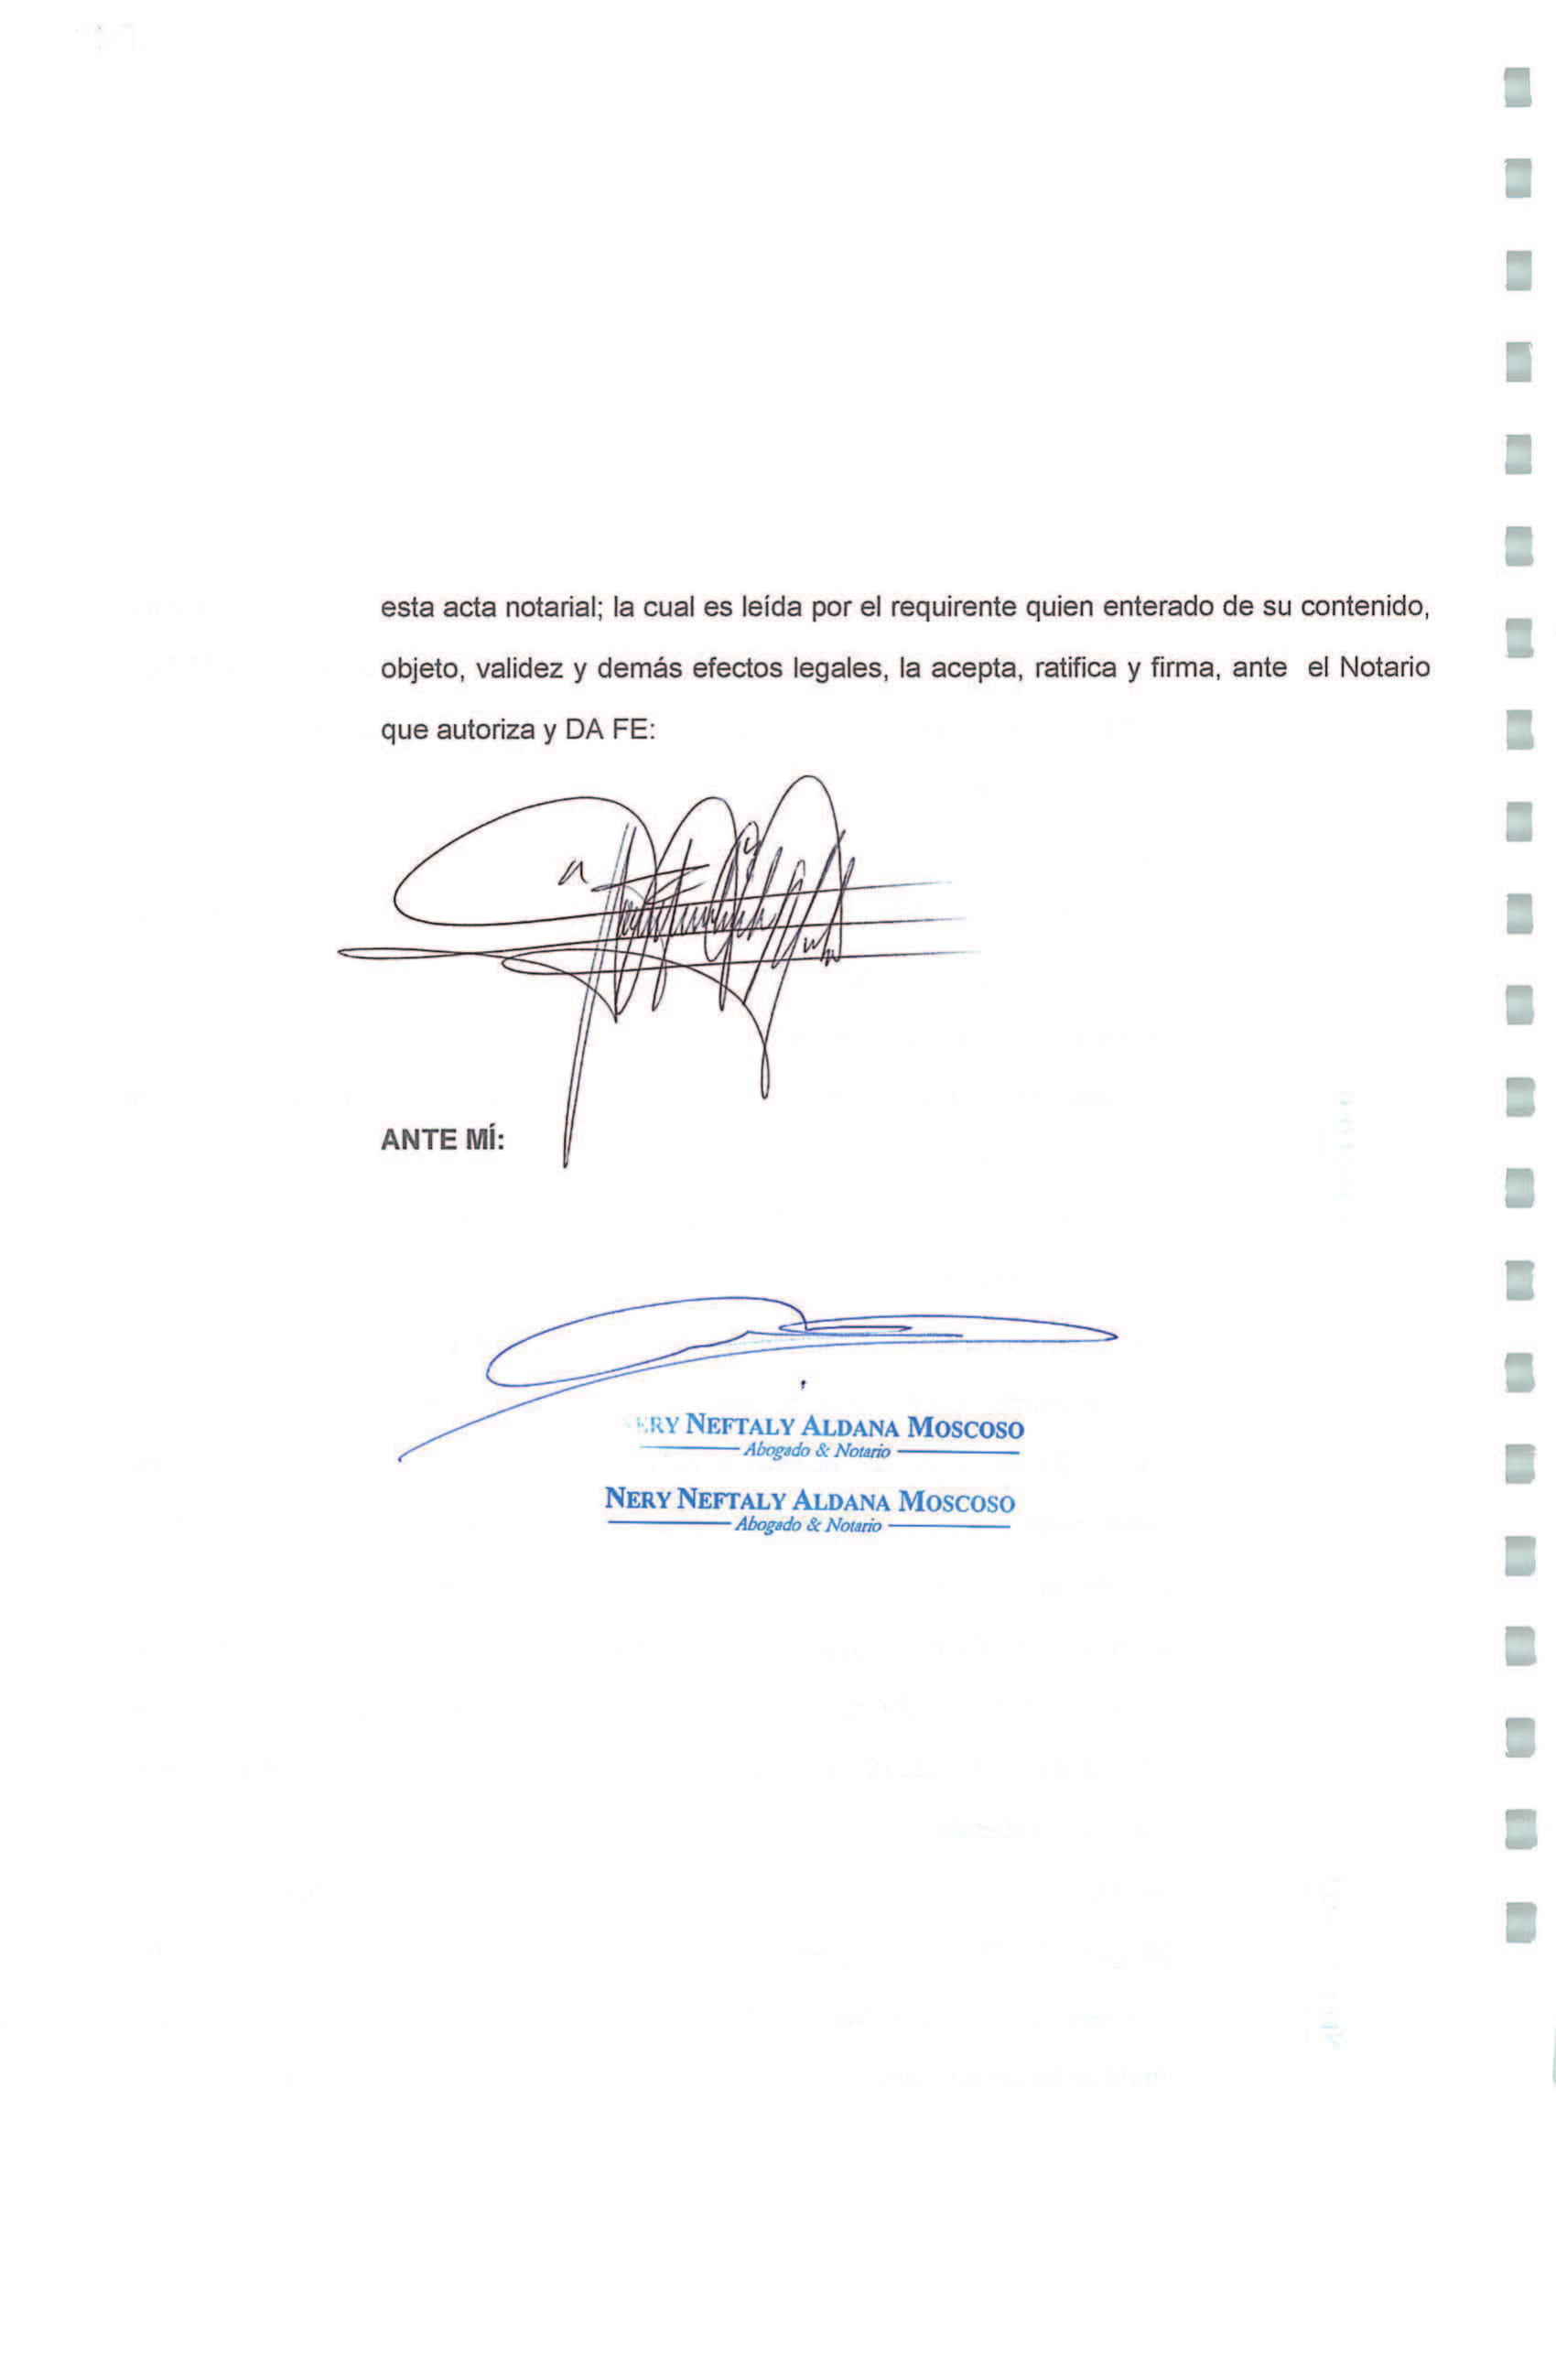 esta acta notarial; la cual es leída por el requirente quien enterado de su contenido,
objeto, validez y demás efectos legales, la acepta, ratifica y firma, ante el Notario
que autoriza y DA FE:
ANTE MÍ:
ERY NEFTALY ALDANA MOSCOSO
Abogado & Notario
NERY NEFTALY ALDANA MOSCOSO
Abogado & Notario